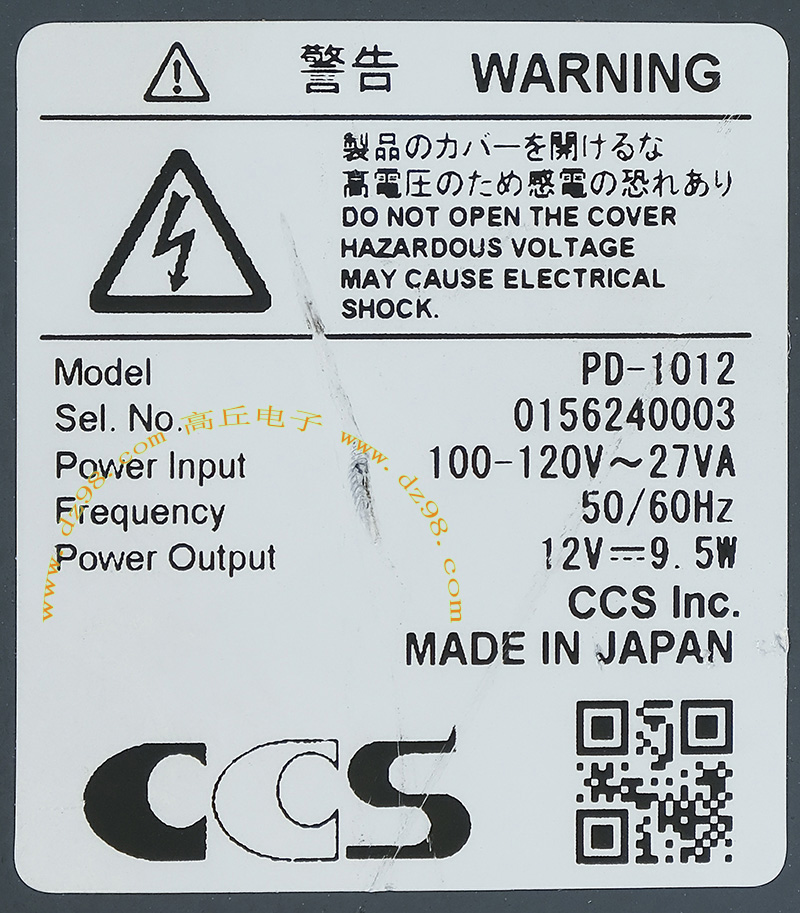 警告 WARNING
製品のカバーを開けるな
高電圧のため感電の恐れあり
DO NOT OPEN THE COVER
HAZARDOUS VOLTAGE
MAY CAUSE ELECTRICAL
SHOCK.
Model PD-1012
Sel. No. 0156240003
Power Input 100-120V~27VA
Frequency 50/60Hz
Power Output 12V⎓9.5W
CCS Inc.
MADE IN JAPAN
CCS
www.dz98.com 高丘电子 www.dz98.com